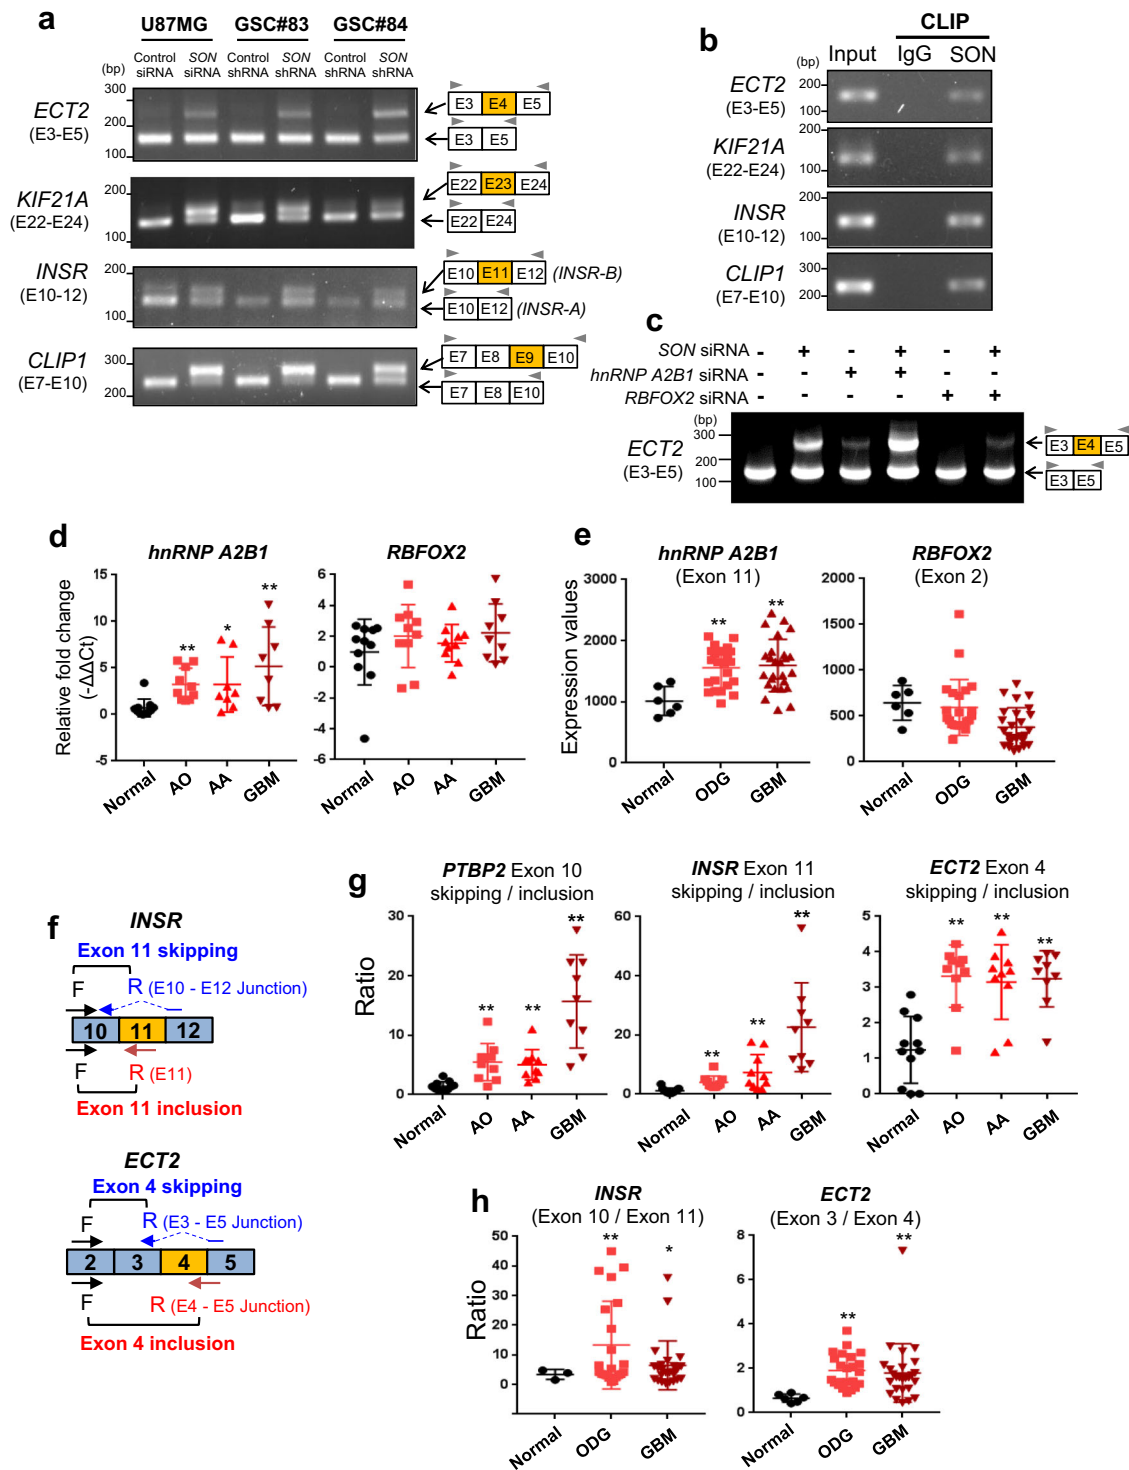 a
U87MG GSC#83 GSC#84
Control siRNA SON siRNA Control shRNA SON shRNA Control shRNA SON shRNA
(bp)
ECT2
(E3-E5)
300
200
100
E3 E4 E5
E3 E5
KIF21A
(E22-E24)
200
100
E22 E23 E24
E22 E24
INSR
(E10-12)
200
100
E10 E11 E12 (INSR-B)
E10 E12 (INSR-A)
CLIP1
(E7-E10)
300
200
E7 E8 E9 E10
E7 E8 E10
b
CLIP
Input IgG SON
(bp)
ECT2
(E3-E5)
200
100
KIF21A
(E22-E24)
200
100
INSR
(E10-12)
200
100
CLIP1
(E7-E10)
300
200
c
SON siRNA - + - + - +
hnRNP A2B1 siRNA - - + +
RBFOX2 siRNA - - - - + +
(bp)
ECT2
(E3-E5)
300
200
100
E3 E4 E5
E3 E5
d
hnRNP A2B1
Relative fold change
(-ΔΔCt)
15
10
5
0
-5
** * **
Normal AO AA GBM
RBFOX2
6
4
2
0
-2
-4
-6
Normal AO AA GBM
e
hnRNP A2B1
(Exon 11)
Expression values
3000
2000
1000
0
** **
Normal ODG GBM
RBFOX2
(Exon 2)
2000
1500
1000
500
0
Normal ODG GBM
f
INSR
Exon 11 skipping
F R (E10 - E12 Junction)
10 11 12
F R (E11)
Exon 11 inclusion
ECT2
Exon 4 skipping
F R (E3 - E5 Junction)
2 3 4 5
F R (E4 - E5 Junction)
Exon 4 inclusion
g
PTBP2 Exon 10
skipping / inclusion
Ratio
30
20
10
0
** ** **
Normal AO AA GBM
INSR Exon 11
skipping / inclusion
60
40
20
0
** ** **
Normal AO AA GBM
ECT2 Exon 4
skipping / inclusion
5
4
3
2
1
0
** ** **
Normal AO AA GBM
h
INSR
(Exon 10 / Exon 11)
Ratio
50
40
30
20
10
0
** *
Normal ODG GBM
ECT2
(Exon 3 / Exon 4)
8
6
4
2
0
** **
Normal ODG GBM